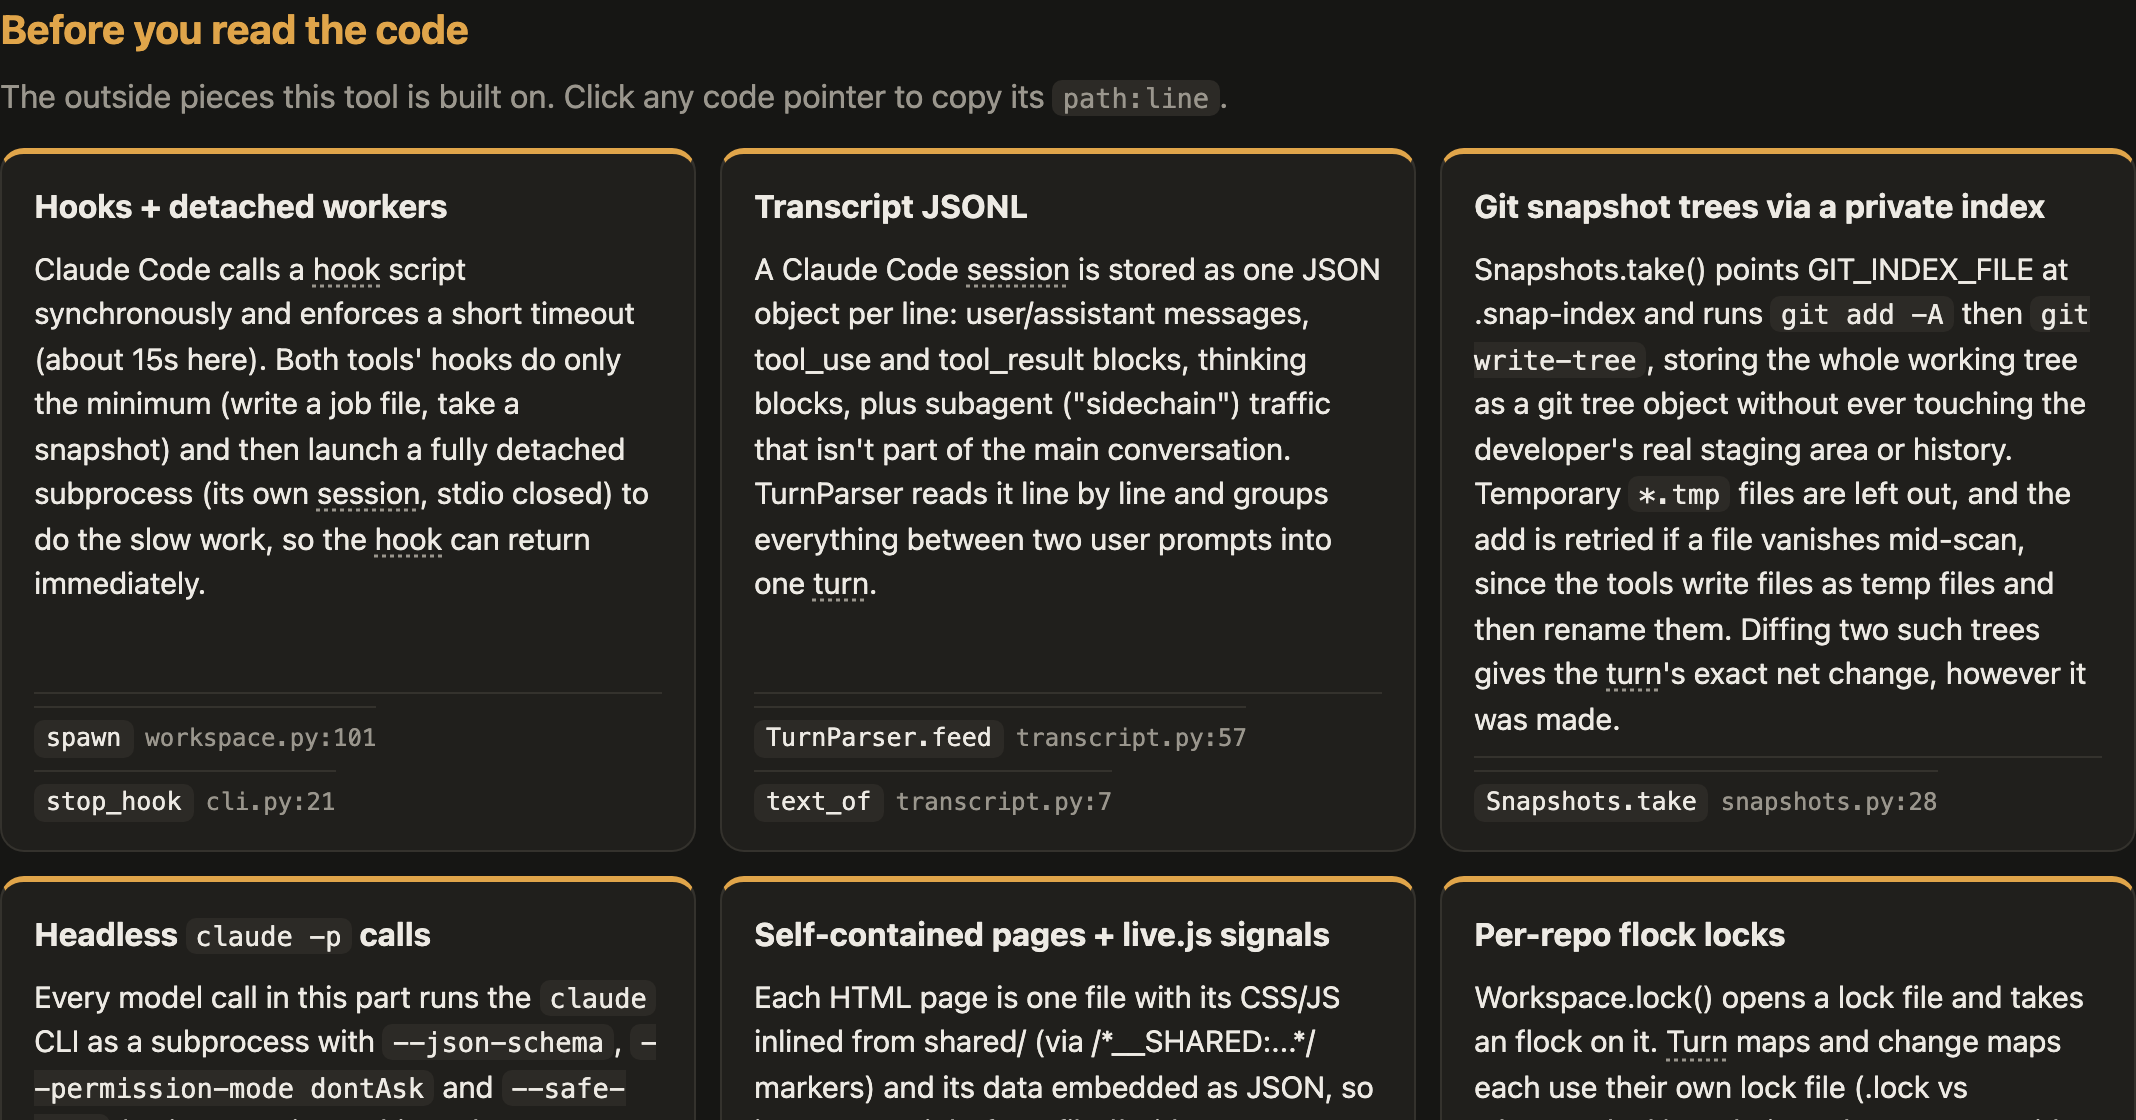 Before you read the code
The outside pieces this tool is built on. Click any code pointer to copy its path:line.
Hooks + detached workers
Claude Code calls a hook script
synchronously and enforces a short timeout
(about 15s here). Both tools' hooks do only
the minimum (write a job file, take a
snapshot) and then launch a fully detached
subprocess (its own session, stdio closed) to
do the slow work, so the hook can return
immediately.
spawn workspace.py:101
stop_hook cli.py:21
Transcript JSONL
A Claude Code session is stored as one JSON
object per line: user/assistant messages,
tool_use and tool_result blocks, thinking
blocks, plus subagent ("sidechain") traffic
that isn't part of the main conversation.
TurnParser reads it line by line and groups
everything between two user prompts into
one turn.
TurnParser.feed transcript.py:57
text_of transcript.py:7
Git snapshot trees via a private index
Snapshots.take() points GIT_INDEX_FILE at
.snap-index and runs git add -A then git
write-tree, storing the whole working tree
as a git tree object without ever touching the
developer's real staging area or history.
Temporary *.tmp files are left out, and the
add is retried if a file vanishes mid-scan,
since the tools write files as temp files and
then rename them. Diffing two such trees
gives the turn's exact net change, however it
was made.
Snapshots.take snapshots.py:28
Headless claude -p calls
Every model call in this part runs the claude
CLI as a subprocess with --json-schema, -
-permission-mode dontAsk and --safe-
Self-contained pages + live.js signals
Each HTML page is one file with its CSS/JS
inlined from shared/ (via /*__SHARED:...*/
markers) and its data embedded as JSON, so
Per-repo flock locks
Workspace.lock() opens a lock file and takes
an flock on it. Turn maps and change maps
each use their own lock file (.lock vs